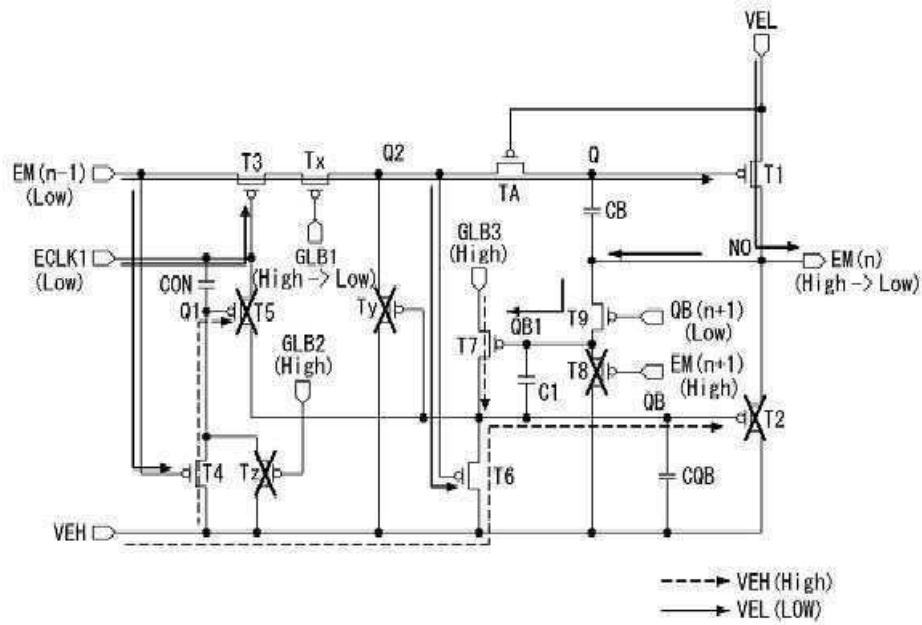 VEL
EM(n-1)
(Low)
T3
Tx
Q2
TA
Q
T1
CB
ECLK1
(Low)
GLB1
(High -> Low)
GLB3
(High)
NO
EM(n)
(High -> Low)
CON
Q1
T5
Ty
T7
QB1
T9
QB(n+1)
(Low)
GLB2
(High)
C1
T8
EM(n+1)
(High)
QB
T2
T4
Tz
T6
CQB
VEH
VEH(High)
VEL(LOW)